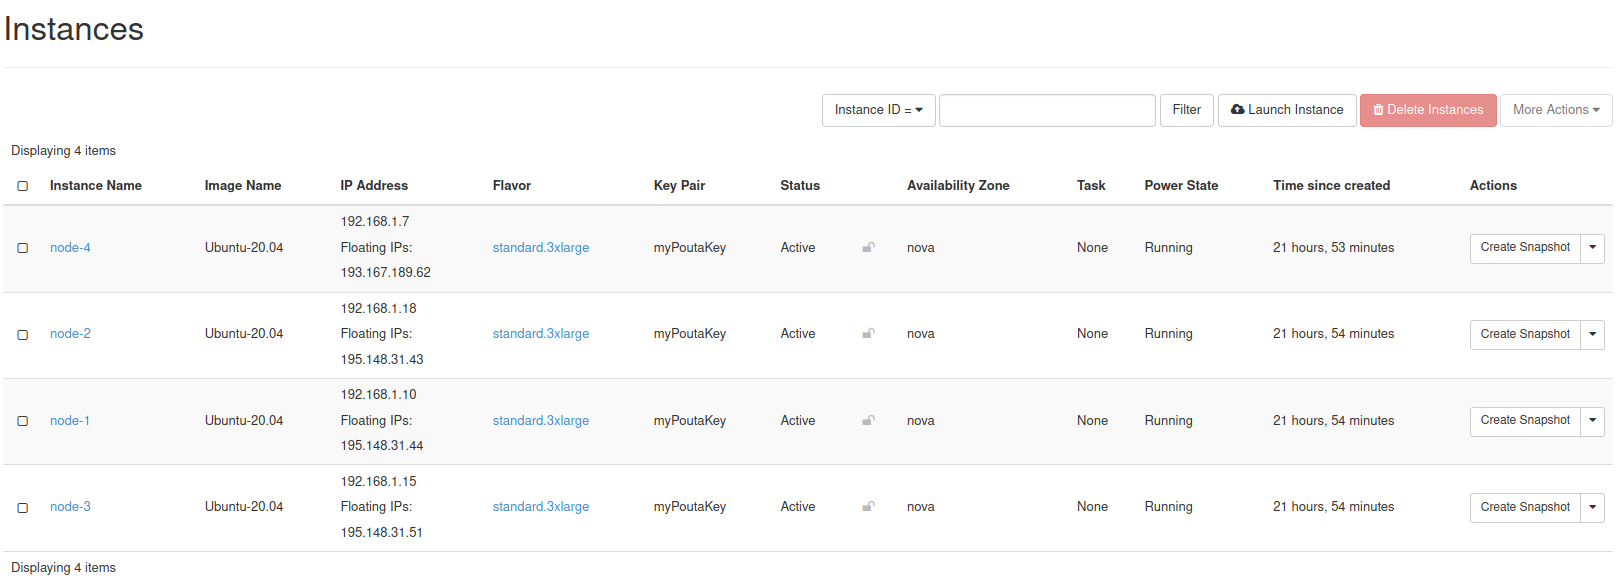 Instances
Instance ID = Filter Launch Instance Delete Instances More Actions
Displaying 4 items
Instance Name Image Name IP Address Flavor Key Pair Status Availability Zone Task Power State Time since created Actions
192.168.1.7
node-4 Ubuntu-20.04 Floating IPs: standard.3xlarge myPoutaKey Active nova None Running 21 hours, 53 minutes Create Snapshot
193.167.189.62
192.168.1.18
node-2 Ubuntu-20.04 Floating IPs: standard.3xlarge myPoutaKey Active nova None Running 21 hours, 54 minutes Create Snapshot
195.148.31.43
192.168.1.10
node-1 Ubuntu-20.04 Floating IPs: standard.3xlarge myPoutaKey Active nova None Running 21 hours, 54 minutes Create Snapshot
195.148.31.44
192.168.1.15
node-3 Ubuntu-20.04 Floating IPs: standard.3xlarge myPoutaKey Active nova None Running 21 hours, 54 minutes Create Snapshot
195.148.31.51
Displaying 4 items